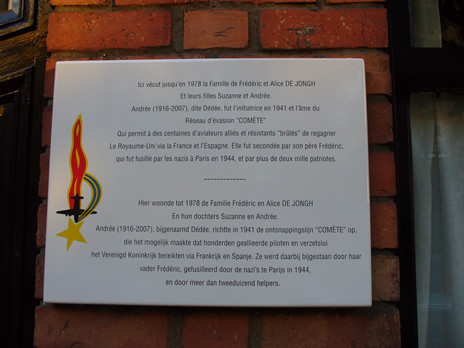 Ici vécut jusqu'en 1978 la Famille de Frédéric et Alice DE JONGH
Et leurs filles Suzanne et Andrée.
Andrée (1916-2007), dite Dédée, fut l'initiatrice en 1941 et l'âme du
Réseau d'évasion "COMÈTE"
Qui permit à des centaines d'aviateurs alliés et résistants "brûlés" de regagner
Le Royaume-Uni via la France et l'Espagne. Elle fut secondée par son père Frédéric,
qui fut fusillé par les nazis à Paris en 1944, et par plus de deux mille patriotes.
-------------
Hier woonde tot 1978 de Familie Frédéric en Alice DE JONGH
En hun dochters Suzanne en Andrée.
Andrée (1916-2007), bijgenaamd Dédée, richtte in 1941 de ontsnappingslijn "COMÈTE" op,
die het mogelijk maakte dat honderden geallieerde piloten en verzetslui
het Verenigd Koninkrijk bereikten via Frankrijk en Spanje. Ze werd daarbij bijgestaan door haar
vader Frédéric, gefusilleerd door de nazi's te Parijs in 1944,
en door meer dan tweeduizend helpers.